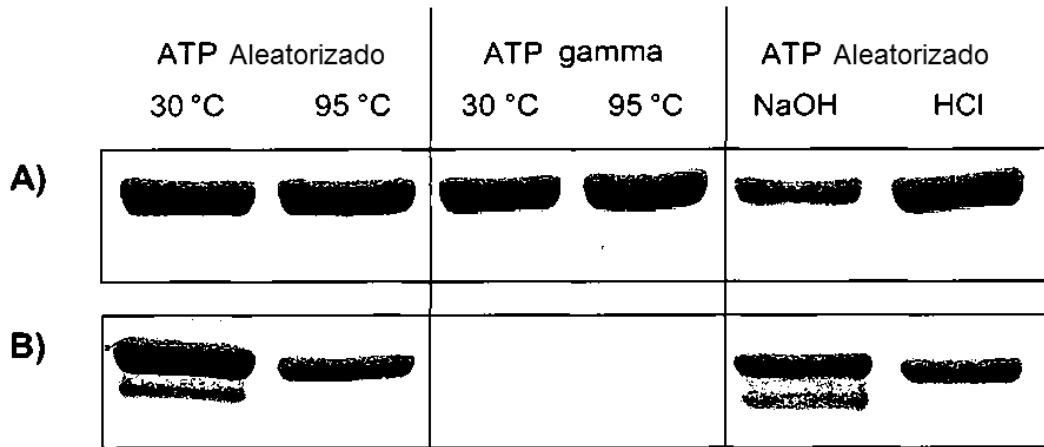 ATP Aleatorizado ATP gamma ATP Aleatorizado
30 °C 95 °C 30 °C 95 °C NaOH HCl
A)
B)